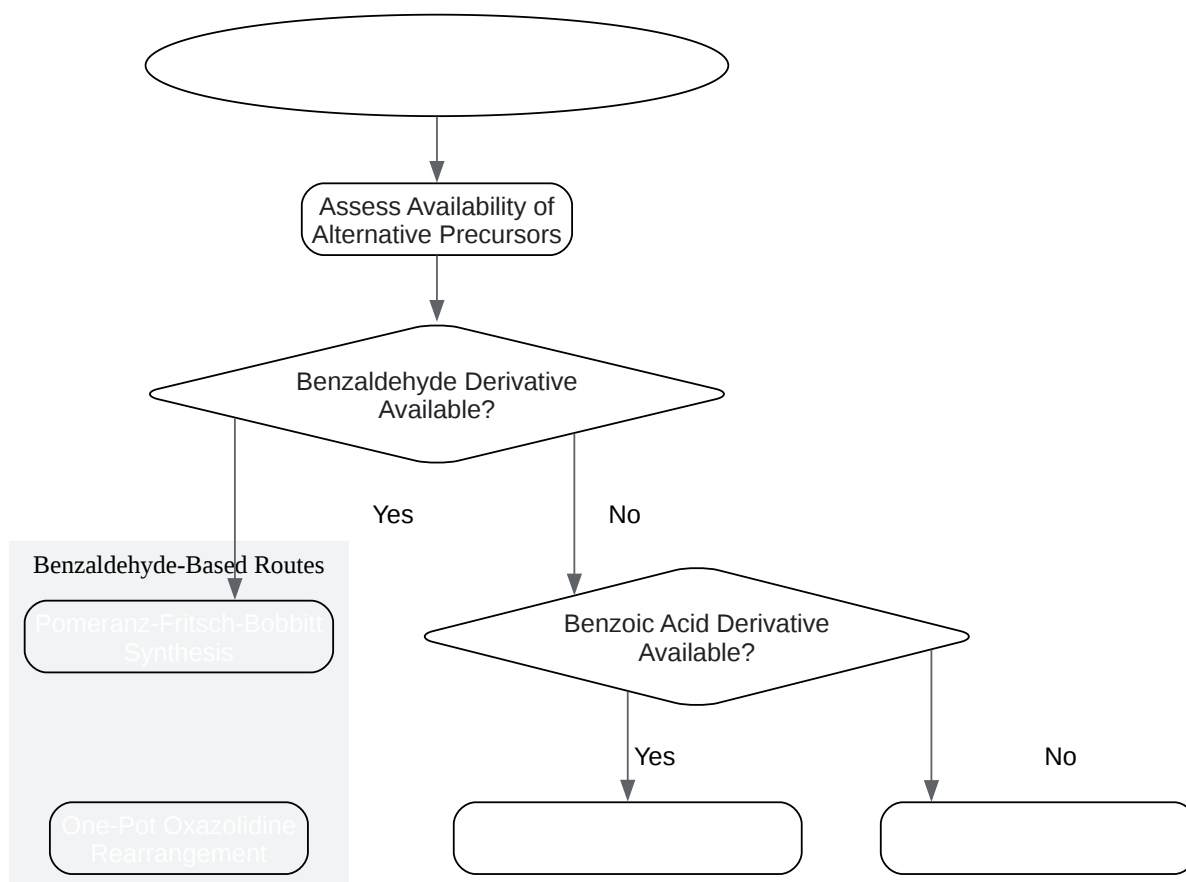 Assess Availability of
Alternative Precursors
Benzaldehyde Derivative
Available?
Yes
No
Benzaldehyde-Based Routes
Pomeranz-Fritsch-Bobbitt
Synthesis
Benzoic Acid Derivative
Available?
Yes
No
One-Pot Oxazolidine
Rearrangement